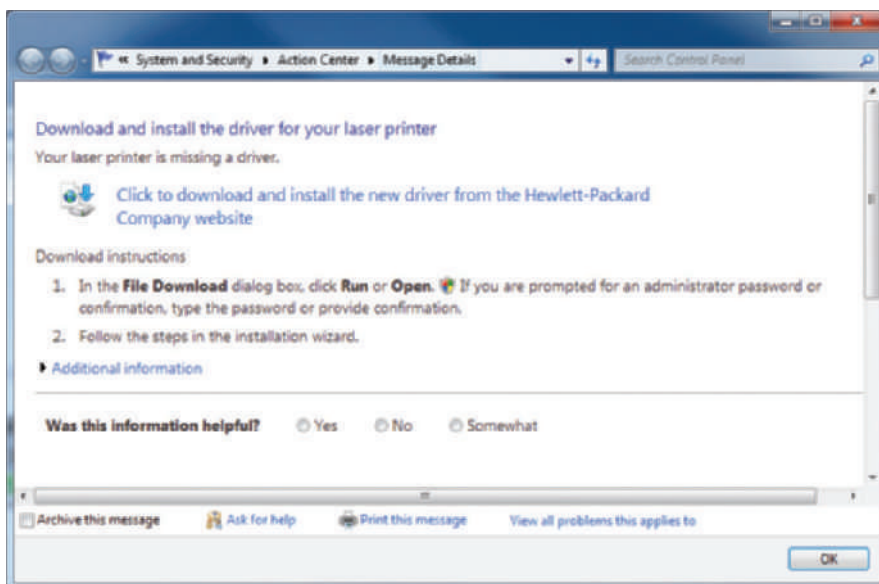 « System and Security ▸ Action Center ▸ Message Details
Search Control Panel
Download and install the driver for your laser printer
Your laser printer is missing a driver.
Click to download and install the new driver from the Hewlett-Packard
Company website
Download instructions
1. In the File Download dialog box, click Run or Open. If you are prompted for an administrator password or
confirmation, type the password or provide confirmation.
2. Follow the steps in the installation wizard.
Additional information
Was this information helpful? Yes No Somewhat
Archive this message Ask for help Print this message View all problems this applies to
OK